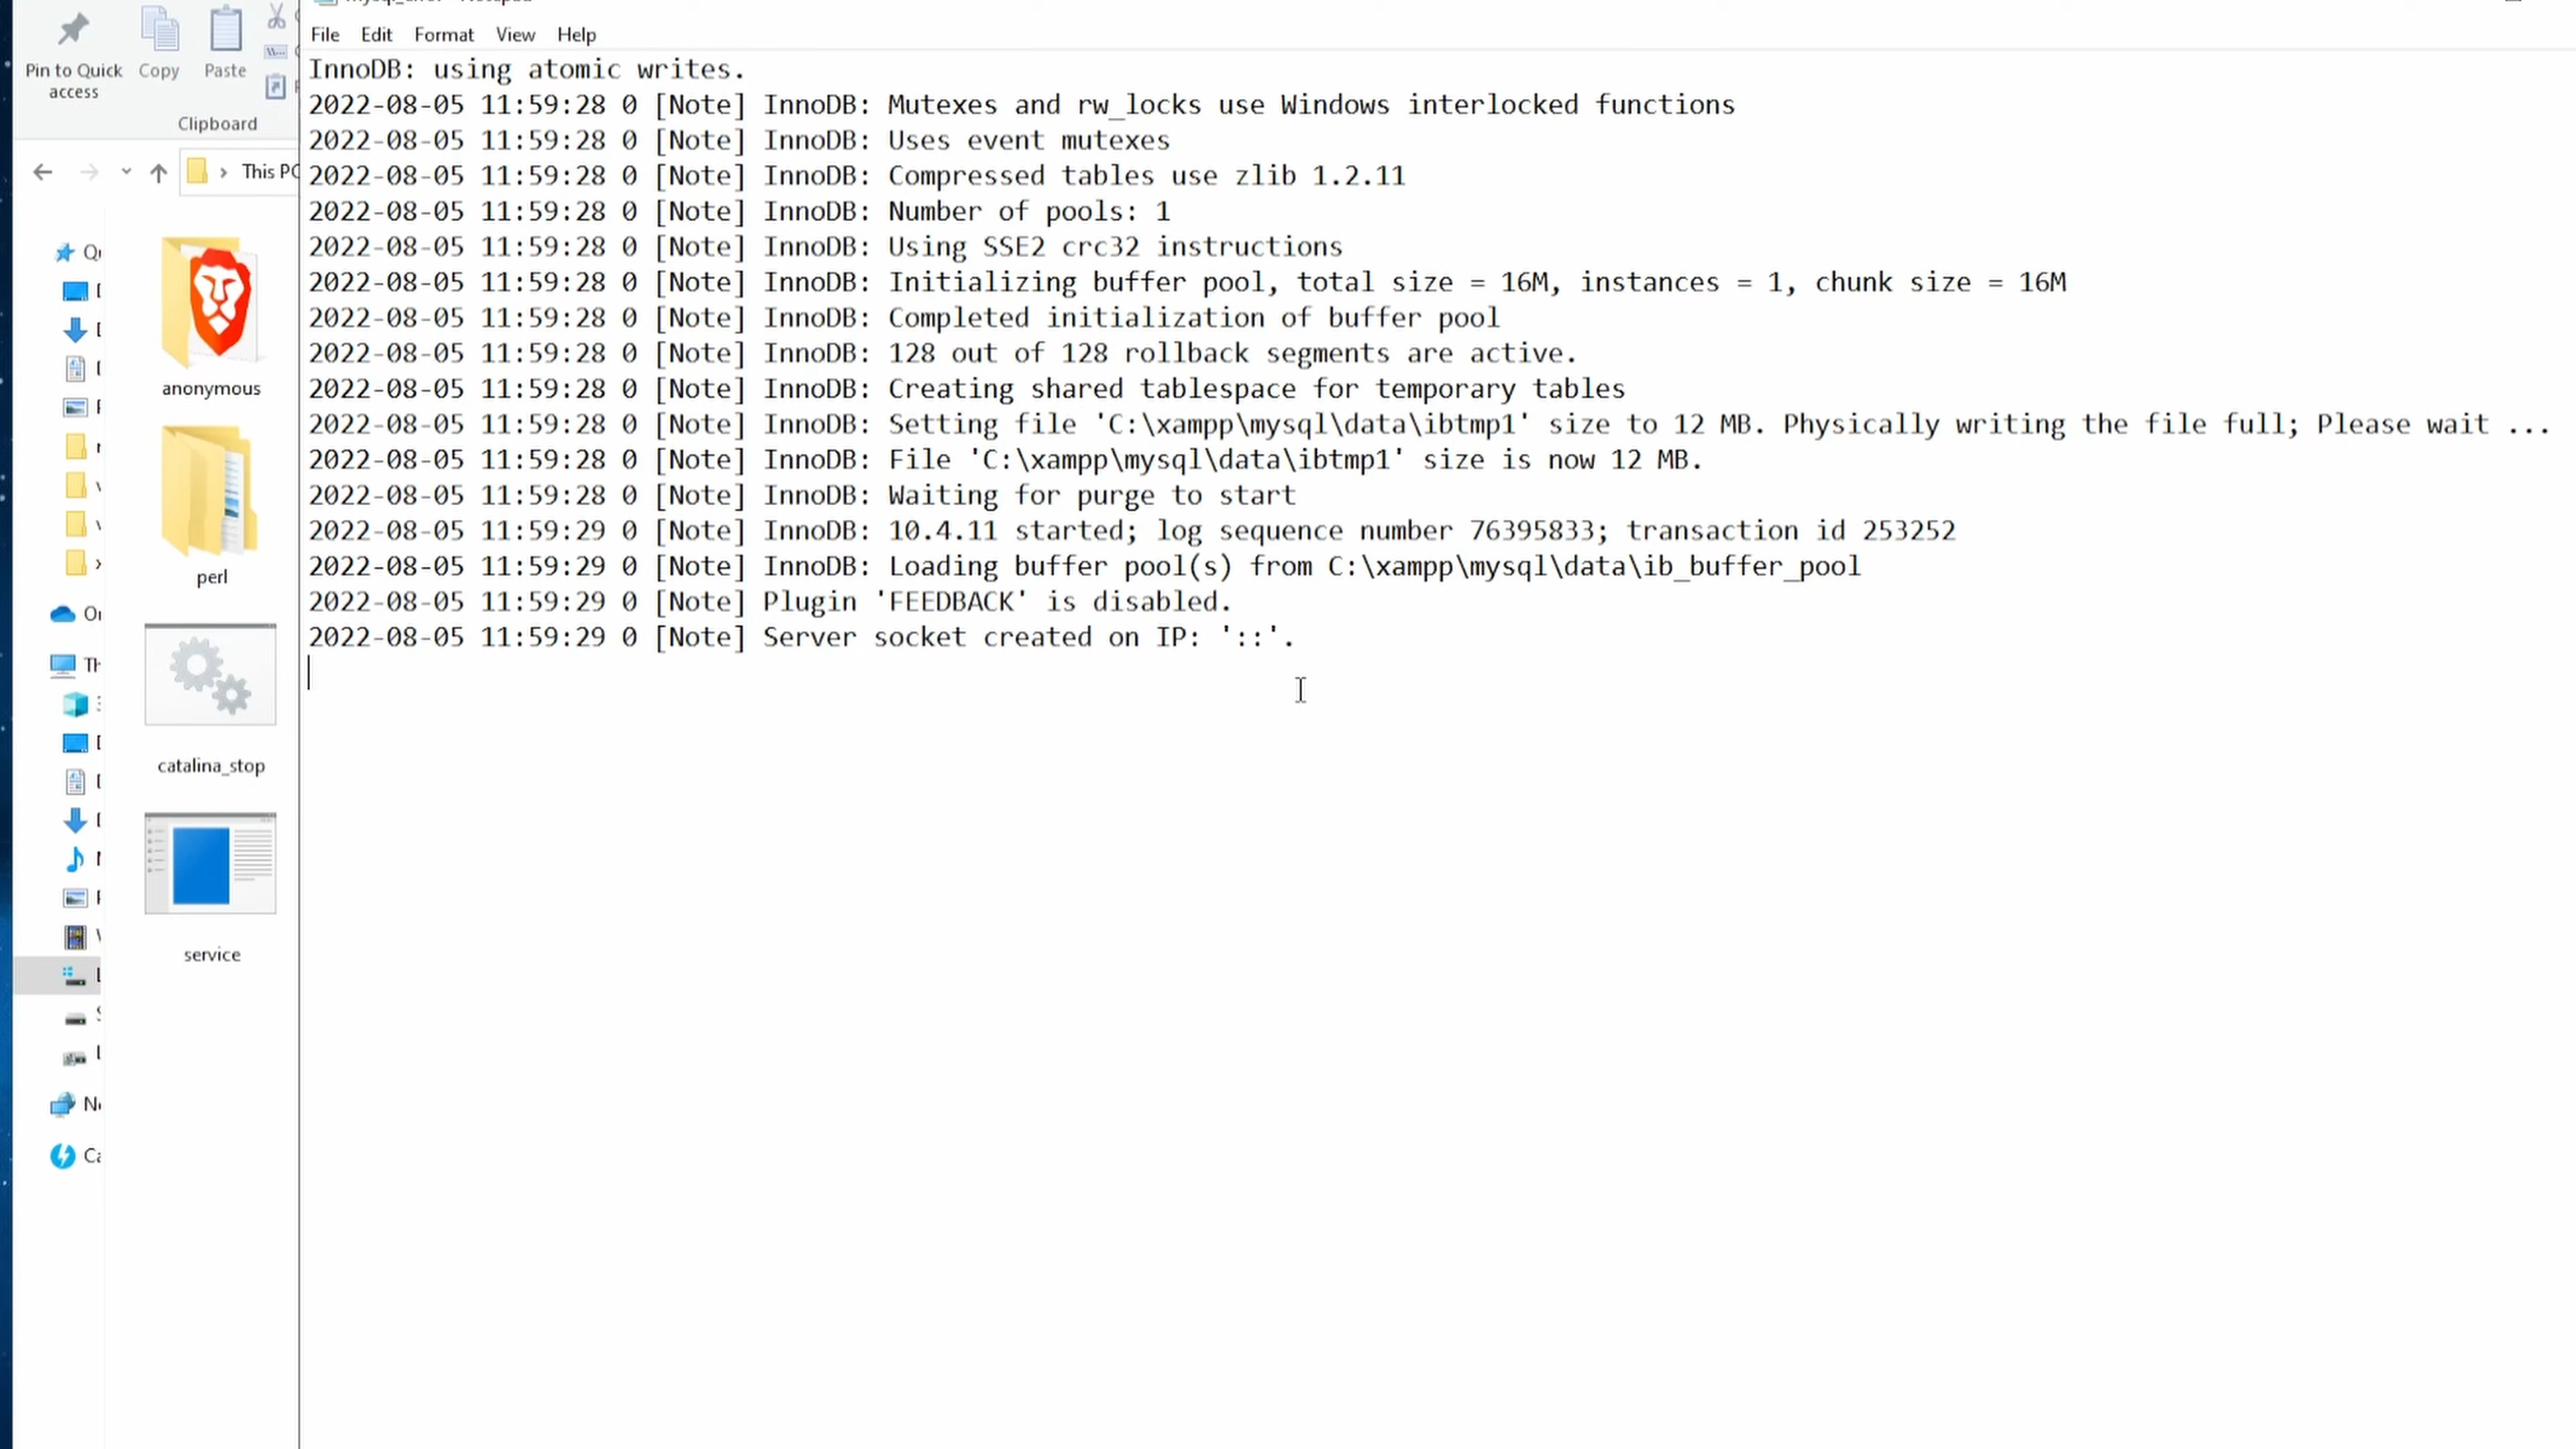 Pin to Quick access
Copy
Paste
Clipboard
This PC
anonymous
perl
catalina_stop
service
File Edit Format View Help
InnoDB: using atomic writes.
2022-08-05 11:59:28 0 [Note] InnoDB: Mutexes and rw_locks use Windows interlocked functions
2022-08-05 11:59:28 0 [Note] InnoDB: Uses event mutexes
2022-08-05 11:59:28 0 [Note] InnoDB: Compressed tables use zlib 1.2.11
2022-08-05 11:59:28 0 [Note] InnoDB: Number of pools: 1
2022-08-05 11:59:28 0 [Note] InnoDB: Using SSE2 crc32 instructions
2022-08-05 11:59:28 0 [Note] InnoDB: Initializing buffer pool, total size = 16M, instances = 1, chunk size = 16M
2022-08-05 11:59:28 0 [Note] InnoDB: Completed initialization of buffer pool
2022-08-05 11:59:28 0 [Note] InnoDB: 128 out of 128 rollback segments are active.
2022-08-05 11:59:28 0 [Note] InnoDB: Creating shared tablespace for temporary tables
2022-08-05 11:59:28 0 [Note] InnoDB: Setting file 'C:\xampp\mysql\data\ibtmp1' size to 12 MB. Physically writing the file full; Please wait ...
2022-08-05 11:59:28 0 [Note] InnoDB: File 'C:\xampp\mysql\data\ibtmp1' size is now 12 MB.
2022-08-05 11:59:28 0 [Note] InnoDB: Waiting for purge to start
2022-08-05 11:59:29 0 [Note] InnoDB: 10.4.11 started; log sequence number 76395833; transaction id 253252
2022-08-05 11:59:29 0 [Note] InnoDB: Loading buffer pool(s) from C:\xampp\mysql\data\ib_buffer_pool
2022-08-05 11:59:29 0 [Note] Plugin 'FEEDBACK' is disabled.
2022-08-05 11:59:29 0 [Note] Server socket created on IP: '::'.